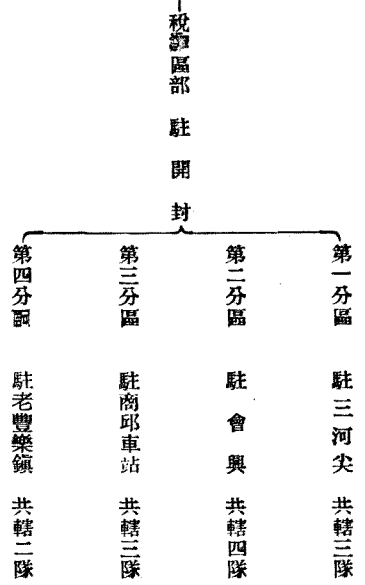 稅警區部 駐開封
第一分區 駐三河尖 共轄三隊
第二分區 駐會興 共轄四隊
第三分區 駐商邱車站 共轄三隊
第四分區 駐老豐樂鎮 共轄二隊